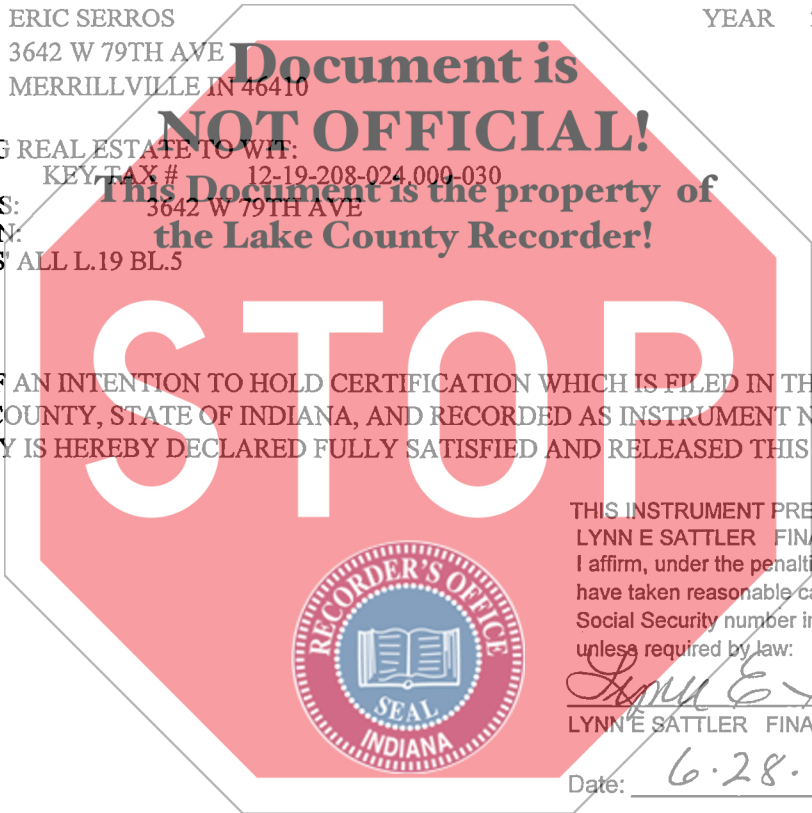 ERIC SERROS YEAR
3642 W 79TH AVE
MERRILLVILLE IN 46410
Document is
NOT OFFICIAL!
This Document is the property of
the Lake County Recorder!
G REAL ESTATE TO WIT:
KEY TAX # 12-19-208-024.000-030
S: 3642 W 79TH AVE
N:
S' ALL L.19 BL.5
STOP
F AN INTENTION TO HOLD CERTIFICATION WHICH IS FILED IN TH
COUNTY, STATE OF INDIANA, AND RECORDED AS INSTRUMENT N
Y IS HEREBY DECLARED FULLY SATISFIED AND RELEASED THIS
THIS INSTRUMENT PRE
LYNN E SATTLER FINA
I affirm, under the penalti
have taken reasonable ca
Social Security number in
unless required by law:
Lynn E
LYNN E SATTLER FINA
Date: 6.28.
RECORDER'S OFFICE
SEAL
INDIANA